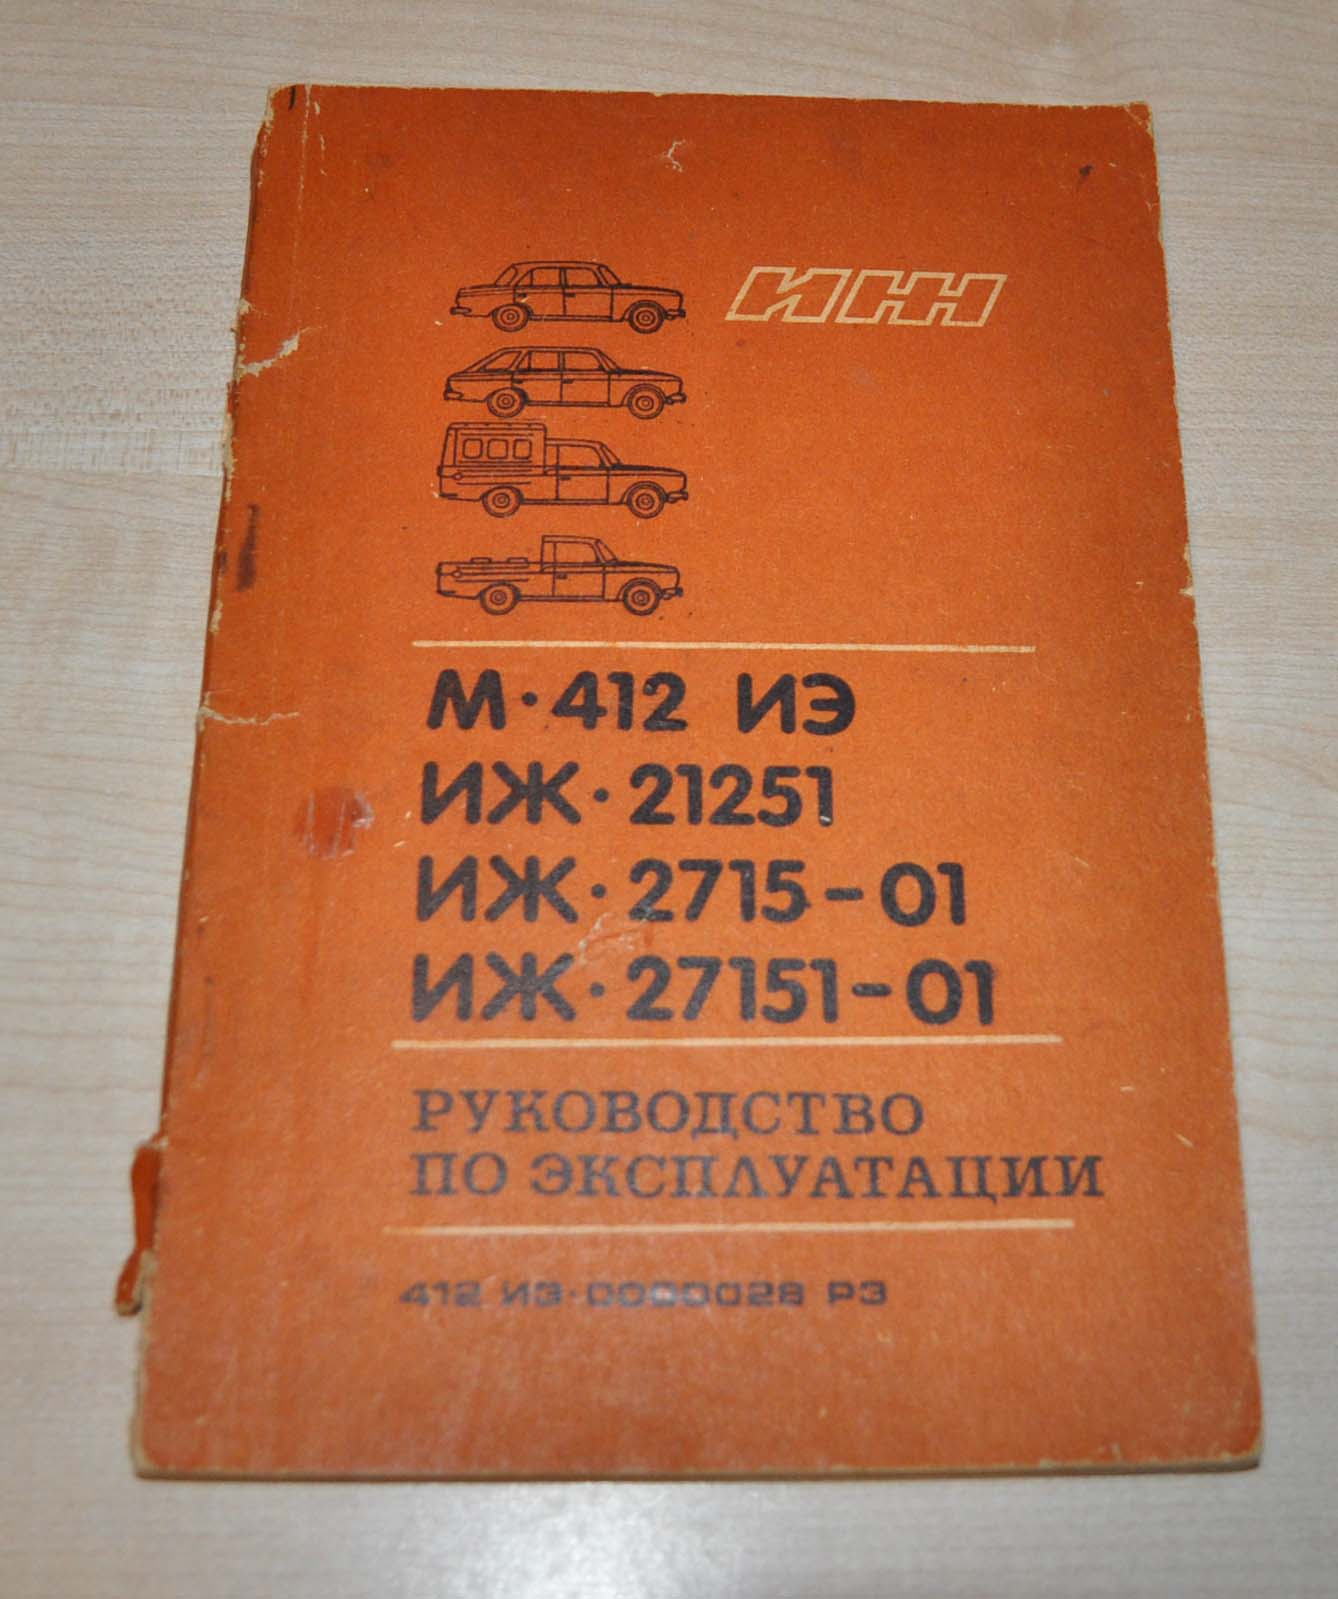 ИЖ
М·412 ИЭ
ИЖ·21251
ИЖ·2715-01
ИЖ·27151-01
РУКОВОДСТВО
ПО ЭКСПЛУАТАЦИИ
412 ИЭ·0000028 РЭ